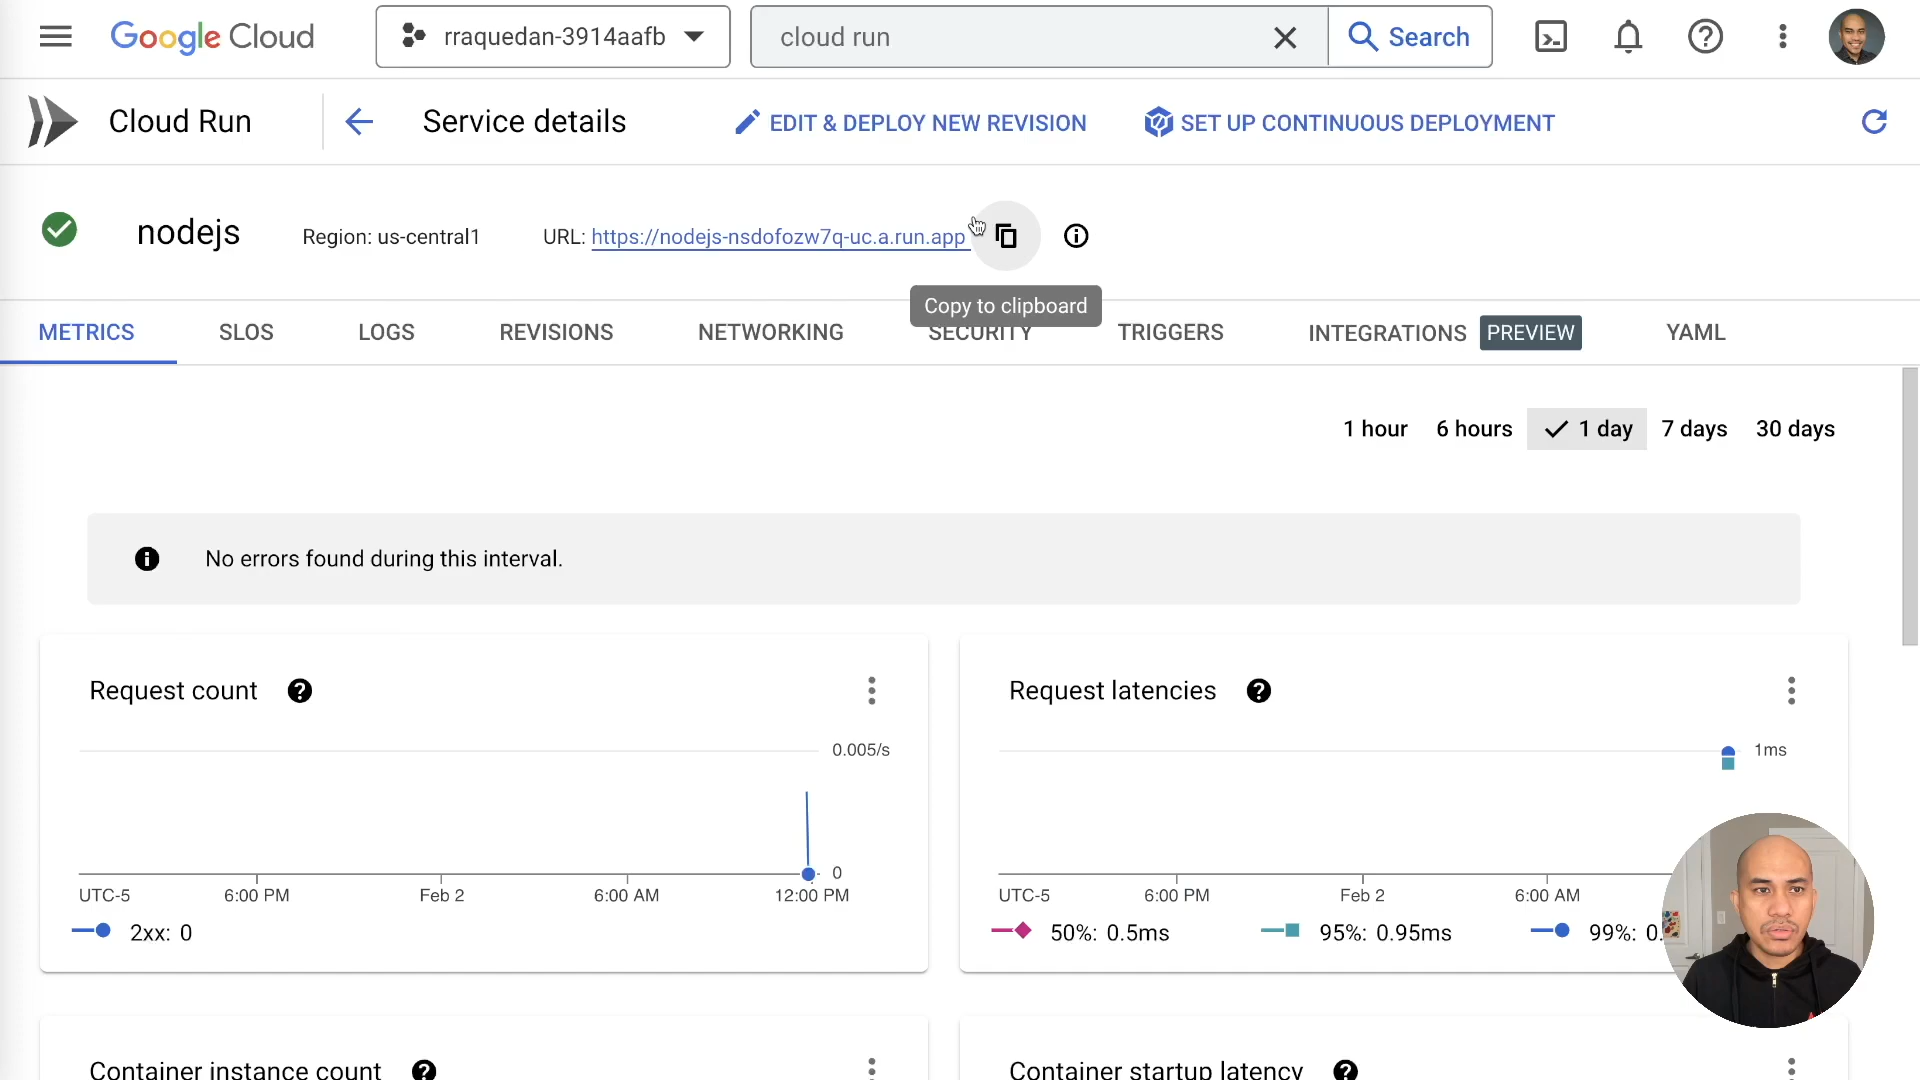 Google Cloud
rraquedan-3914aafb
cloud run
Search
Cloud Run
Service details
EDIT & DEPLOY NEW REVISION
SET UP CONTINUOUS DEPLOYMENT
nodejs
Region: us-central1
URL: https://nodejs-nsdofozw7q-uc.a.run.app
Copy to clipboard
METRICS
SLOS
LOGS
REVISIONS
NETWORKING
SECURITY
TRIGGERS
INTEGRATIONS PREVIEW
YAML
1 hour
6 hours
1 day
7 days
30 days
No errors found during this interval.
Request count
0.005/s
0
UTC-5
6:00 PM
Feb 2
6:00 AM
12:00 PM
2xx: 0
Request latencies
1ms
UTC-5
6:00 PM
Feb 2
6:00 AM
50%: 0.5ms
95%: 0.95ms
99%: 0.
Container instance count
Container startup latency